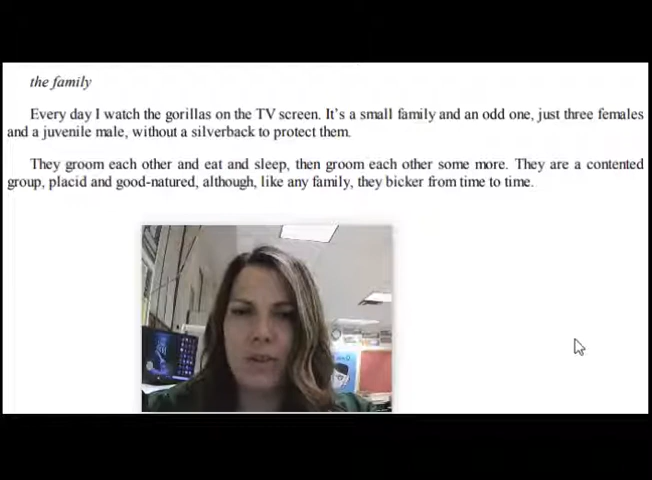 the family
Every day I watch the gorillas on the TV screen. It's a small family and an odd one, just three females
and a juvenile male, without a silverback to protect them.
They groom each other and eat and sleep, then groom each other some more. They are a contented
group, placid and good-natured, although, like any family, they bicker from time to time.